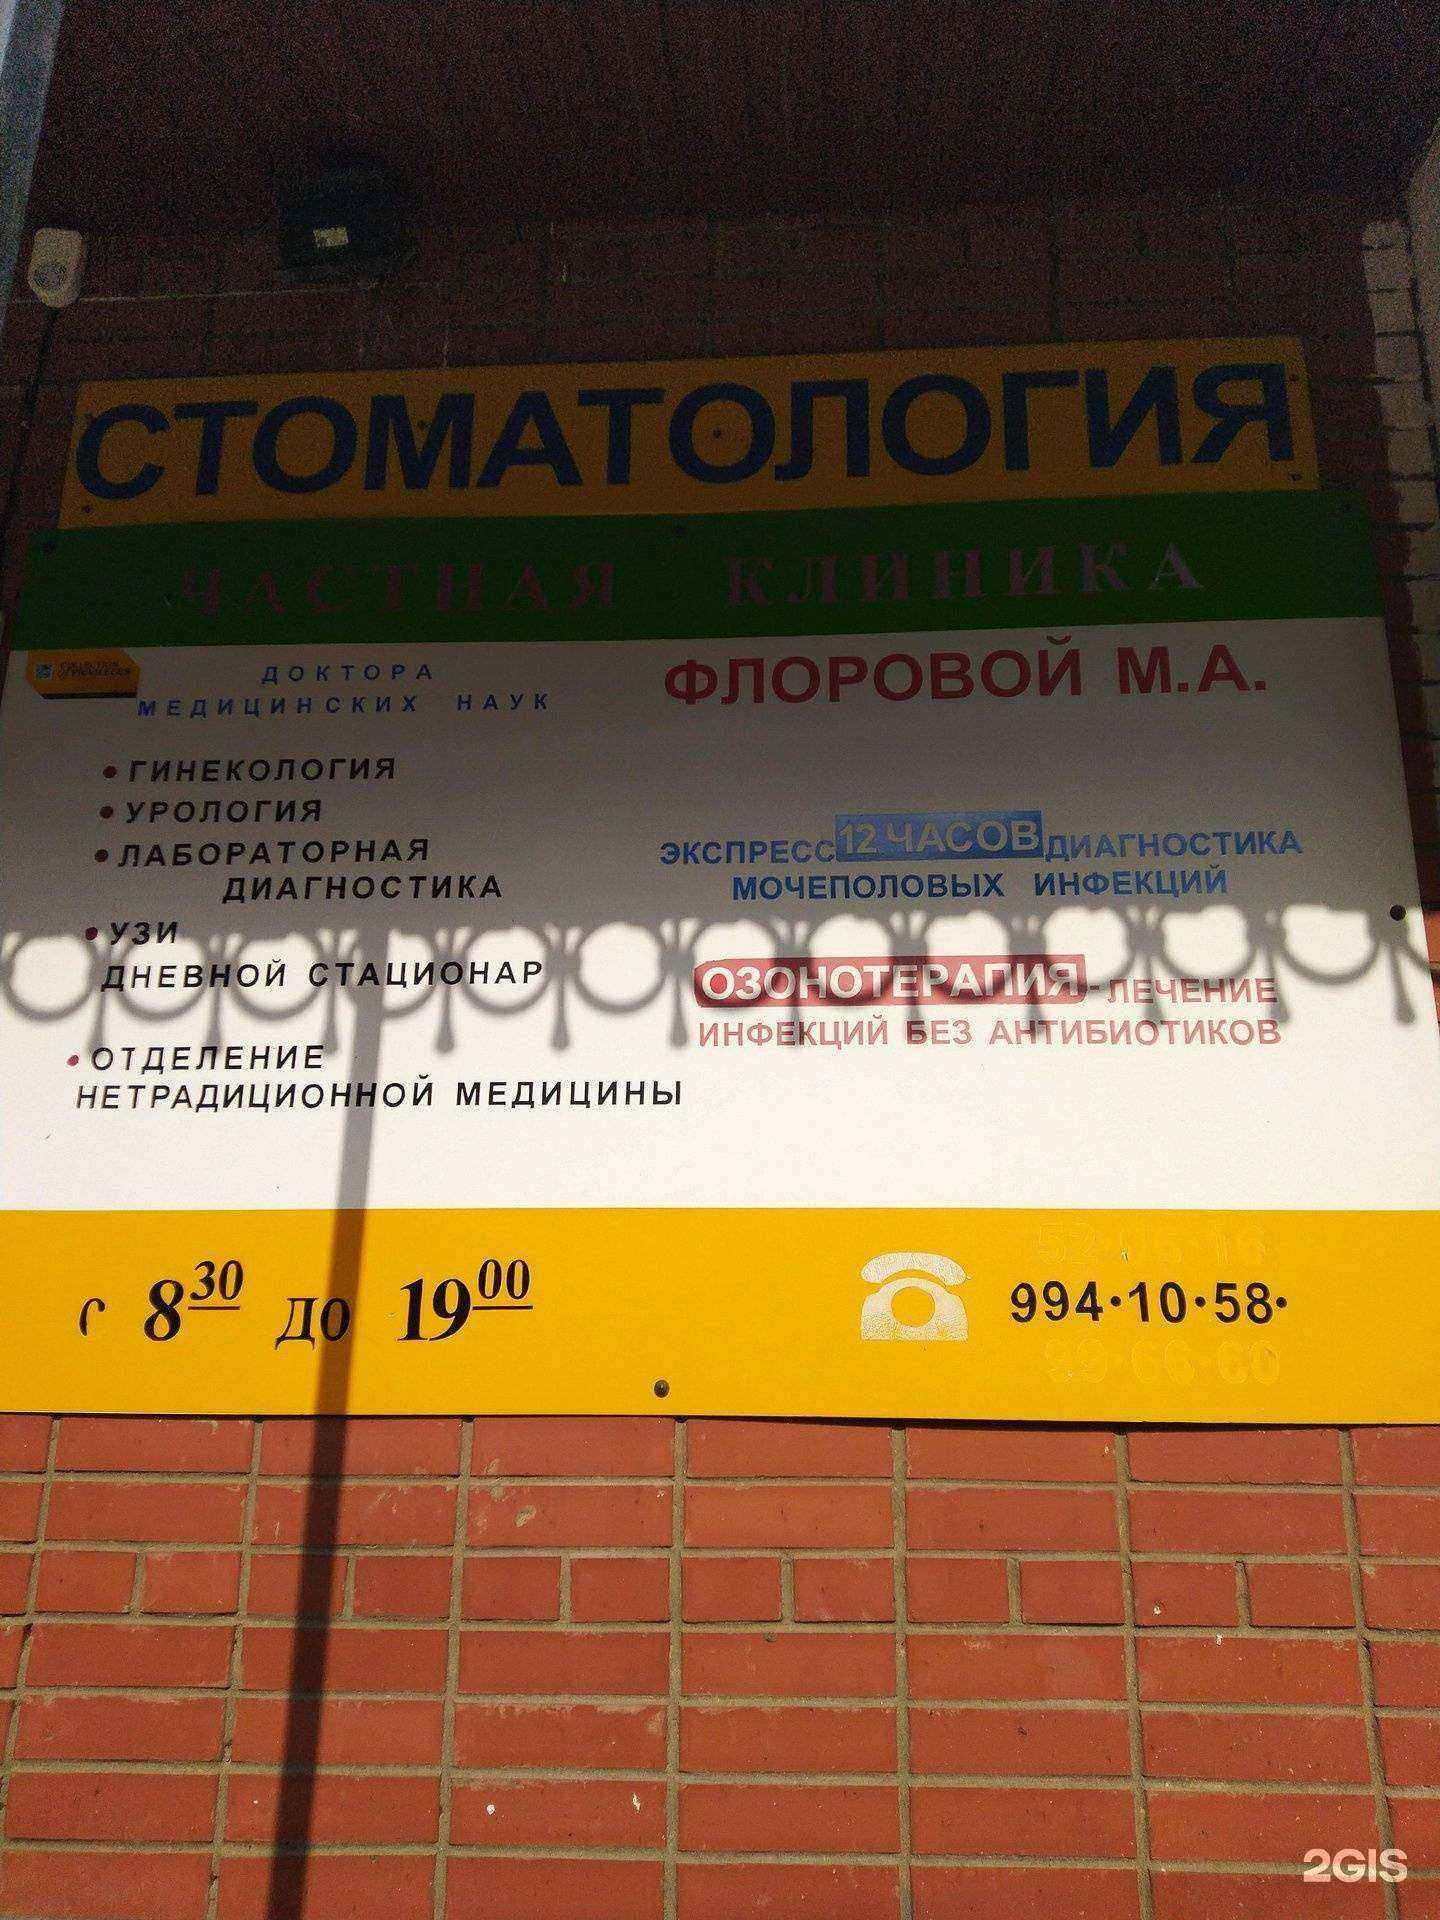 СТОМАТОЛОГИЯ
ЧАСТНАЯ КЛИНИКА
ДОКТОРА
МЕДИЦИНСКИХ НАУК
ФЛОРОВОЙ М.А.
• ГИНЕКОЛОГИЯ
• УРОЛОГИЯ
• ЛАБОРАТОРНАЯ
ДИАГНОСТИКА
• УЗИ
ДНЕВНОЙ СТАЦИОНАР
• ОТДЕЛЕНИЕ
НЕТРАДИЦИОННОЙ МЕДИЦИНЫ
ЭКСПРЕСС 12 ЧАСОВ ДИАГНОСТИКА
МОЧЕПОЛОВЫХ ИНФЕКЦИЙ
ОЗОНОТЕРАПИЯ - ЛЕЧЕНИЕ
ИНФЕКЦИЙ БЕЗ АНТИБИОТИКОВ
с 8 30 до 19 00
994•10•58•
2GIS